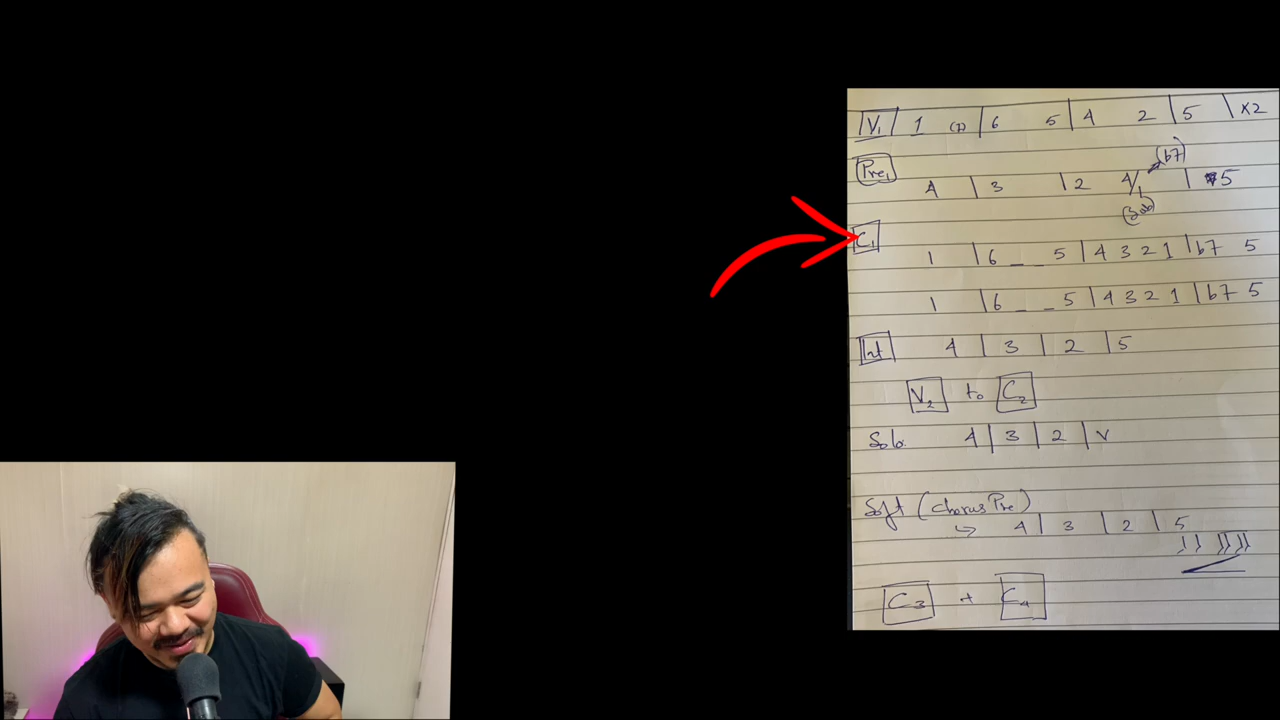 V1 1 (7) | 6 5 | 4 2 | 5 | x2
(b7)
Pre1 4 | 3 | 2 4/1 | 5
(Sub)
C1
1 | 6 _ _ 5 | 4 3 2 1 | b7 5
1 | 6 _ _ 5 | 4 3 2 1 | b7 5
Int 4 | 3 | 2 | 5
V2 to C2
Solo 4 | 3 | 2 | V
Soft (Chorus Pre)
↳ 4 | 3 | 2 | 5
C3 + C4